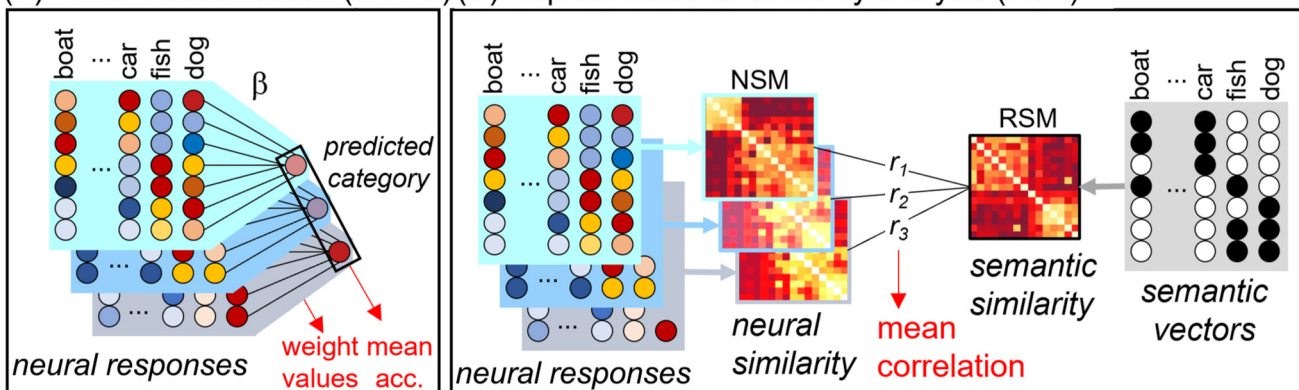 boat ... car fish dog
β
...
predicted
category
...
...
neural responses
weight mean
values acc.
boat ... car fish dog
NSM
RSM
boat ... car fish dog
...
r1
r2
r3
...
...
...
semantic
similarity
semantic
vectors
neural
similarity
mean
correlation
neural responses